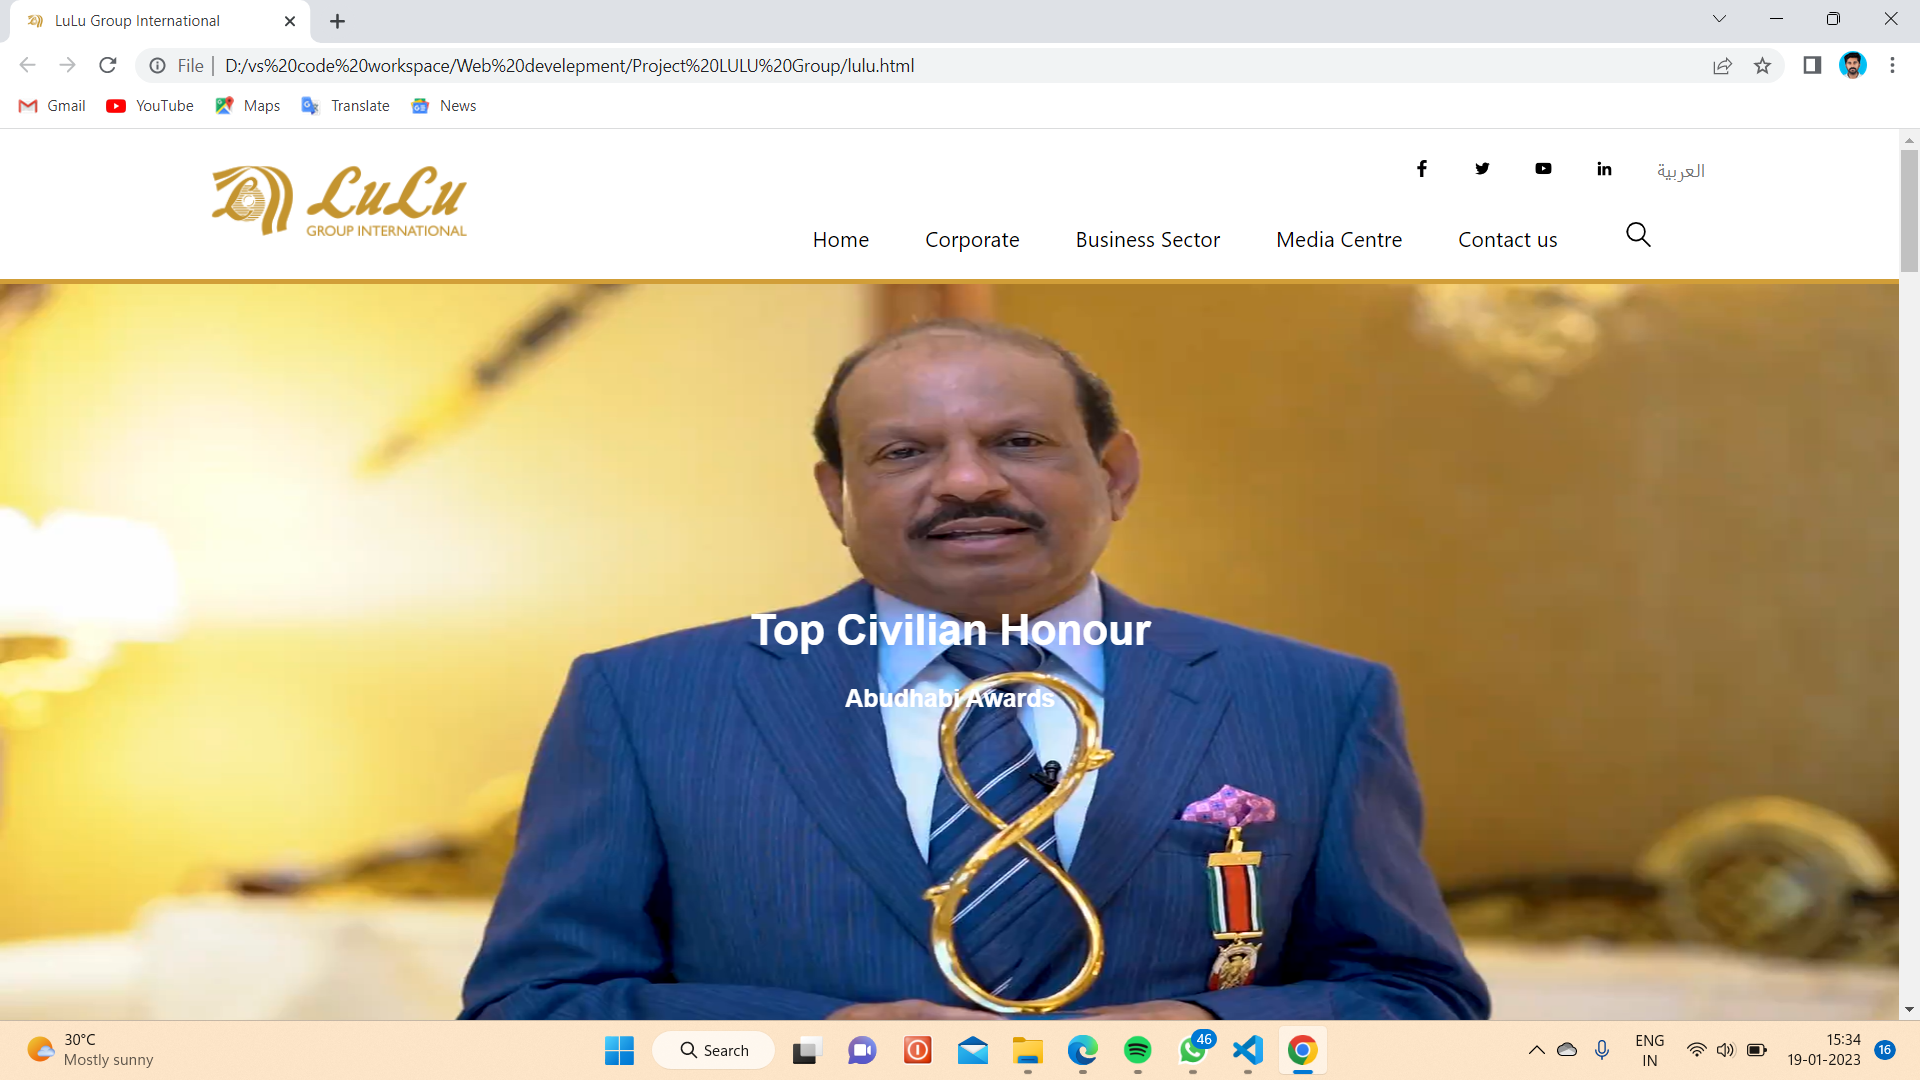 LuLu Group International
File
D:/vs%20code%20workspace/Web%20develepment/Project%20LULU%20Group/lulu.html
Gmail
YouTube
Maps
Translate
News
العربية
LuLu
GROUP INTERNATIONAL
Home
Corporate
Business Sector
Media Centre
Contact us
Top Civilian Honour
Abudhabi Awards
30°C
Mostly sunny
Search
46
ENG
IN
15:34
19-01-2023
16